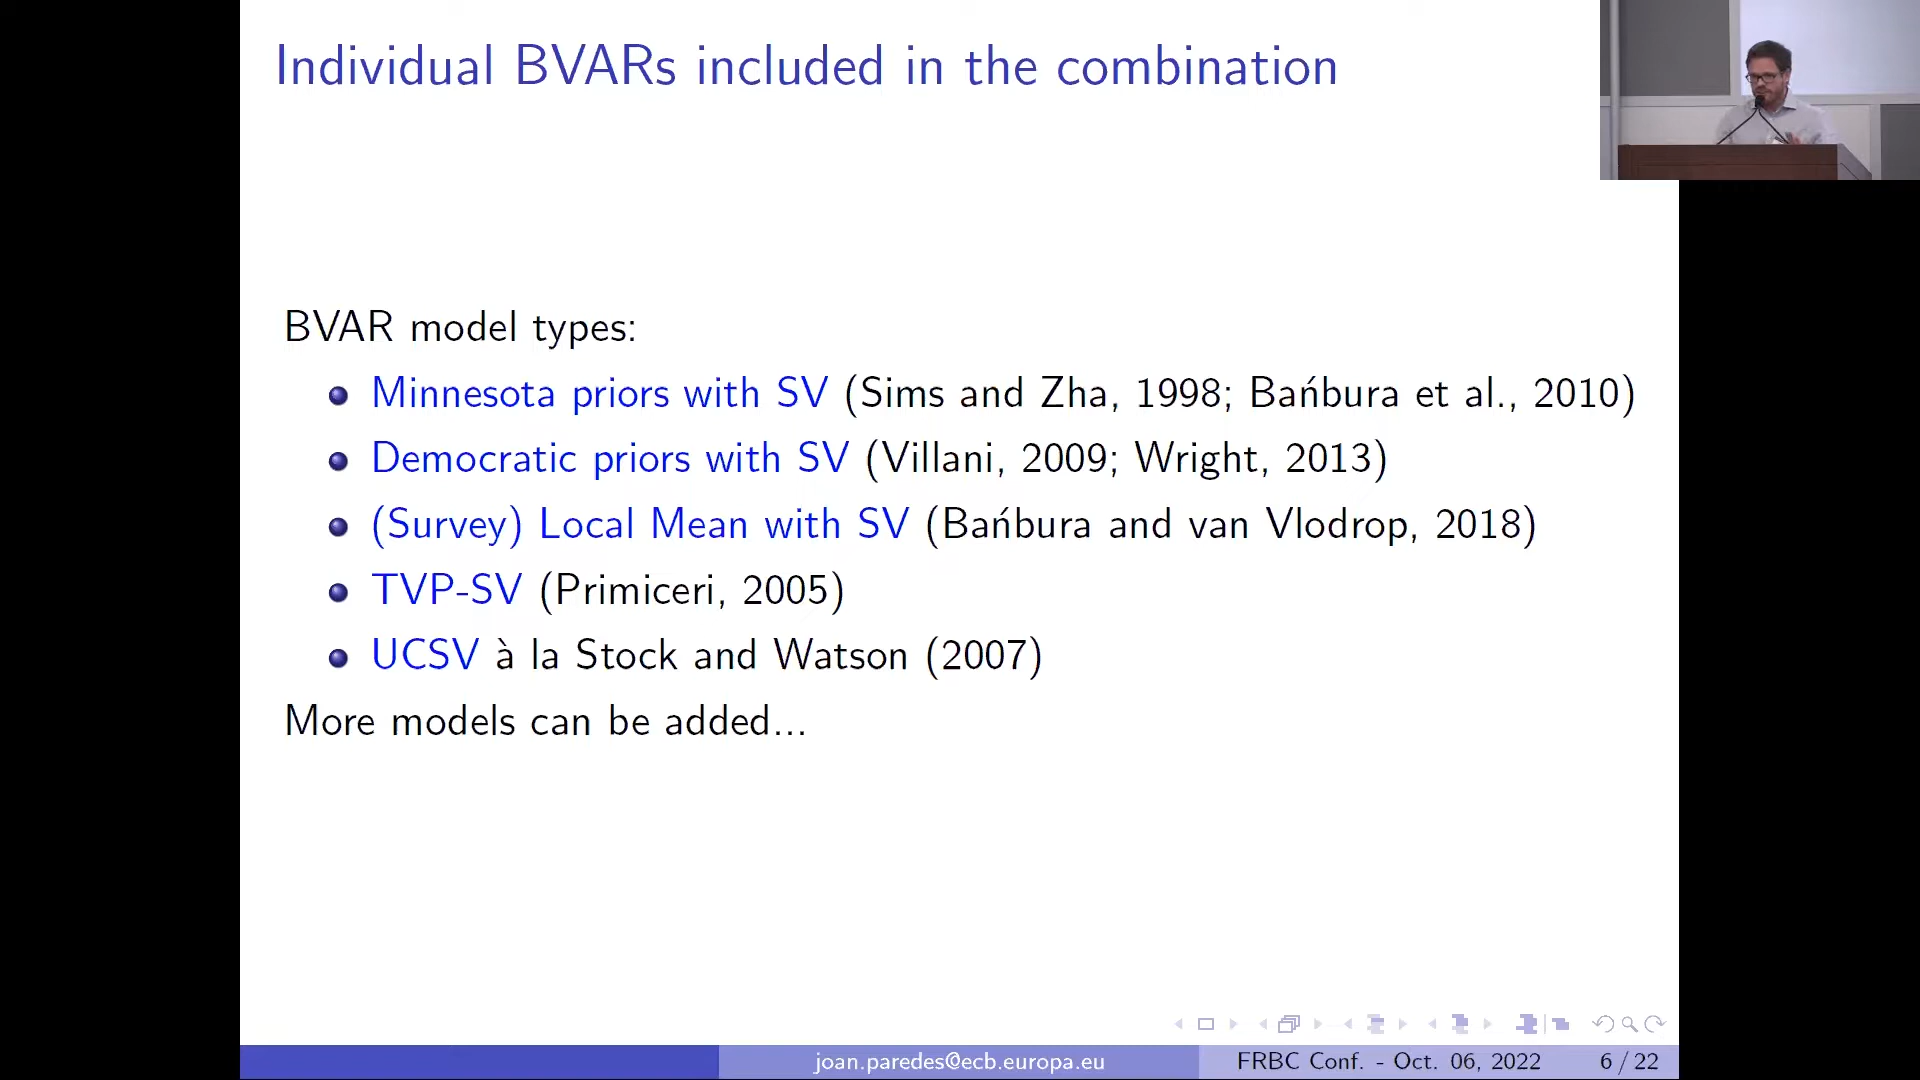 Individual BVARs included in the combination
BVAR model types:
Minnesota priors with SV (Sims and Zha, 1998; Bańbura et al., 2010)
Democratic priors with SV (Villani, 2009; Wright, 2013)
(Survey) Local Mean with SV (Bańbura and van Vlodrop, 2018)
TVP-SV (Primiceri, 2005)
UCSV à la Stock and Watson (2007)
More models can be added...
joan.paredes@ecb.europa.eu FRBC Conf. - Oct. 06, 2022 6 / 22